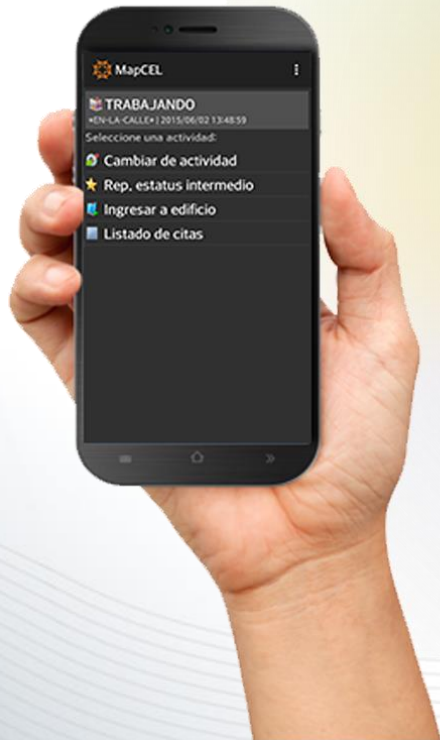 MapCEL
TRABAJANDO
*EN-LA-CALLE* | 2015/06/02 13:48:59
Seleccione una actividad:
Cambiar de actividad
Rep. estatus intermedio
Ingresar a edificio
Listado de citas